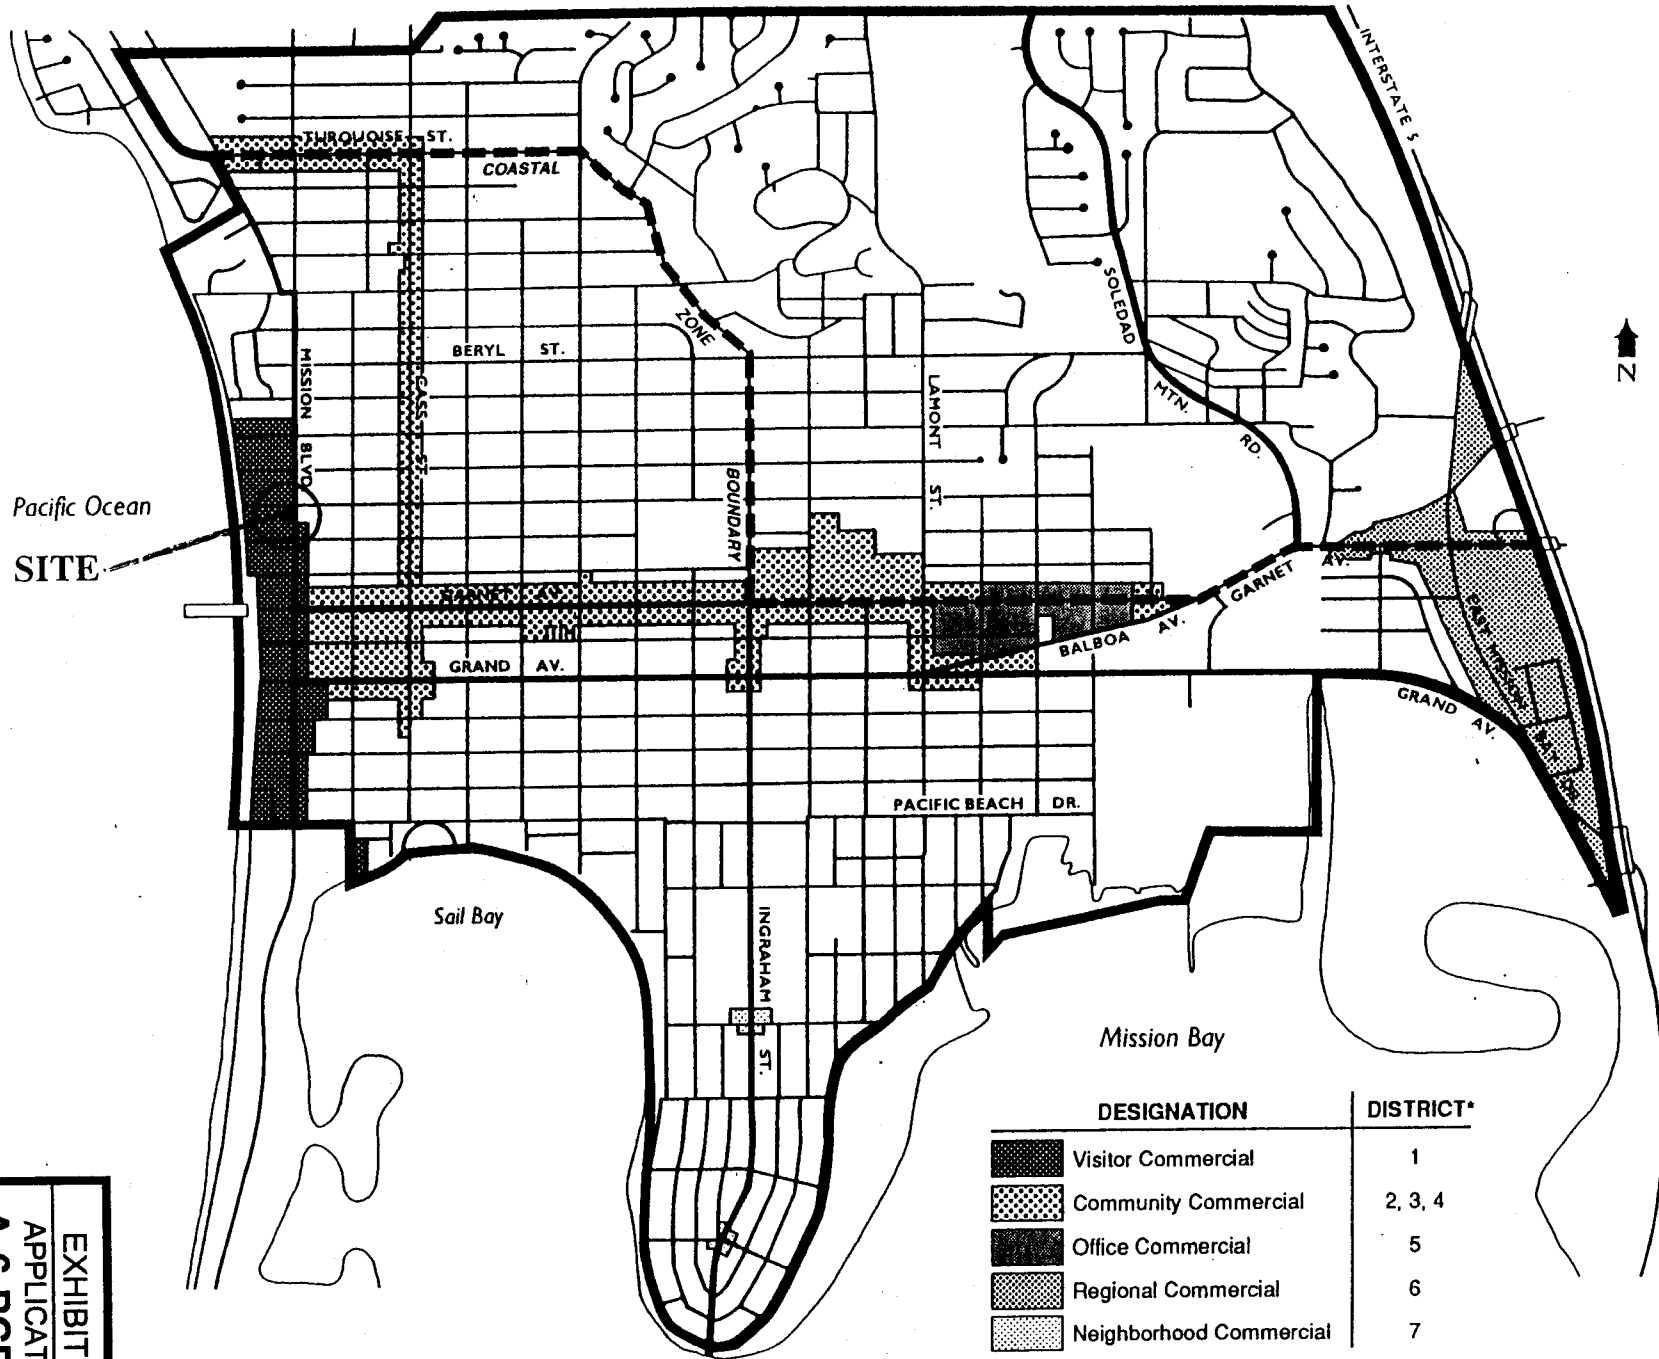 INTERSTATE 5
TURQUOISE ST.
COASTAL
ZONE
BOUNDARY
SOLEDAD
MTN.
RD.
BERYL ST.
MISSION BLVD.
CASS ST.
LAMONT ST.
N
Pacific Ocean
SITE
GARNET AV.
GRAND AV.
BALBOA AV.
GARNET AV.
EAST MISSION
GRAND AV.
PACIFIC BEACH DR.
Sail Bay
INGRAHAM ST.
Mission Bay
DESIGNATION DISTRICT*
Visitor Commercial 1
Community Commercial 2, 3, 4
Office Commercial 5
Regional Commercial 6
Neighborhood Commercial 7
EXHIBIT
APPLICAT